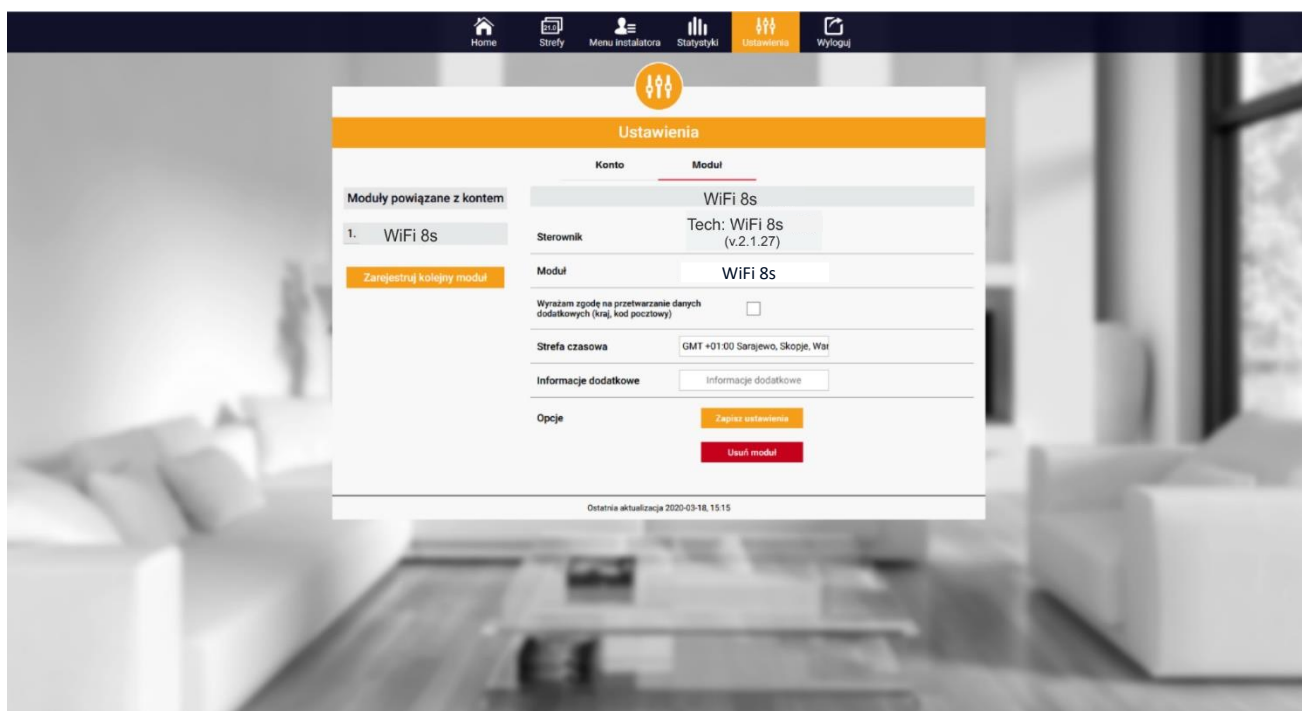 Home
21.0
Strefy
Menu instalatora
Statystyki
Ustawienia
Wyloguj
Ustawienia
Konto
Moduł
Moduły powiązane z kontem
1. WiFi 8s
Zarejestruj kolejny moduł
WiFi 8s
Sterownik
Tech: WiFi 8s
(v.2.1.27)
Moduł
WiFi 8s
Wyrażam zgodę na przetwarzanie danych
dodatkowych (kraj, kod pocztowy)
Strefa czasowa
GMT +01:00 Sarajewo, Skopje, War
Informacje dodatkowe
Informacje dodatkowe
Opcje
Zapisz ustawienia
Usuń moduł
Ostatnia aktualizacja 2020-03-18, 15:15